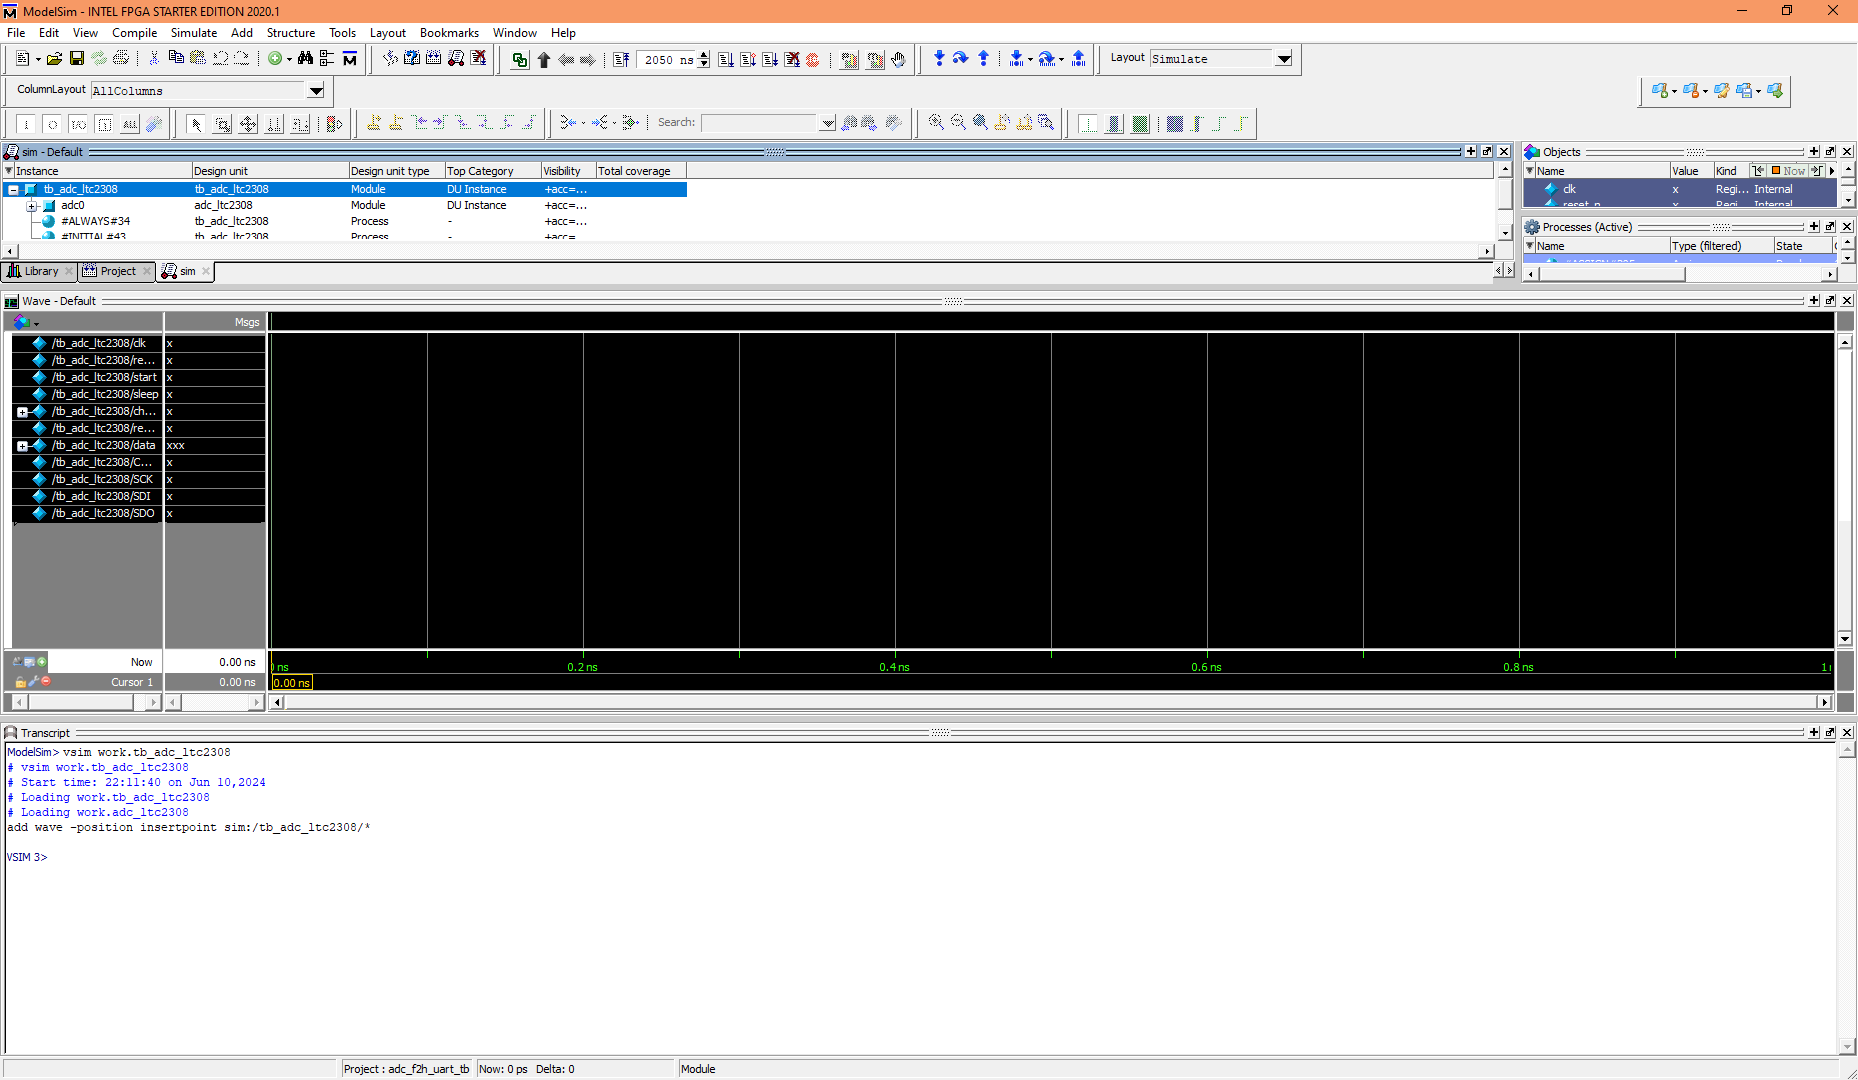 ModelSim - INTEL FPGA STARTER EDITION 2020.1
File Edit View Compile Simulate Add Structure Tools Layout Bookmarks Window Help
2050 ns
Layout Simulate
ColumnLayout AllColumns
Search:
sim - Default
Instance Design unit Design unit type Top Category Visibility Total coverage
tb_adc_ltc2308 tb_adc_ltc2308 Module DU Instance +acc=...
adc0 adc_ltc2308 Module DU Instance +acc=...
#ALWAYS#34 tb_adc_ltc2308 Process - +acc=...
#INITIAL#43 tb_adc_ltc2308 Process - +acc=
Library Project sim
Objects
Name Value Kind Now
clk x Regi... Internal
reset_n x Regi Internal
Processes (Active)
Name Type (filtered) State
Wave - Default
Msgs
/tb_adc_ltc2308/clk x
/tb_adc_ltc2308/re... x
/tb_adc_ltc2308/start x
/tb_adc_ltc2308/sleep x
/tb_adc_ltc2308/ch... x
/tb_adc_ltc2308/re... x
/tb_adc_ltc2308/data xxx
/tb_adc_ltc2308/C... x
/tb_adc_ltc2308/SCK x
/tb_adc_ltc2308/SDI x
/tb_adc_ltc2308/SDO x
Now 0.00 ns
ns 0.2 ns 0.4 ns 0.6 ns 0.8 ns
Cursor 1 0.00 ns 0.00 ns
Transcript
ModelSim> vsim work.tb_adc_ltc2308
# vsim work.tb_adc_ltc2308
# Start time: 22:11:40 on Jun 10,2024
# Loading work.tb_adc_ltc2308
# Loading work.adc_ltc2308
add wave -position insertpoint sim:/tb_adc_ltc2308/*
VSIM 3>
Project : adc_f2h_uart_tb Now: 0 ps Delta: 0 Module